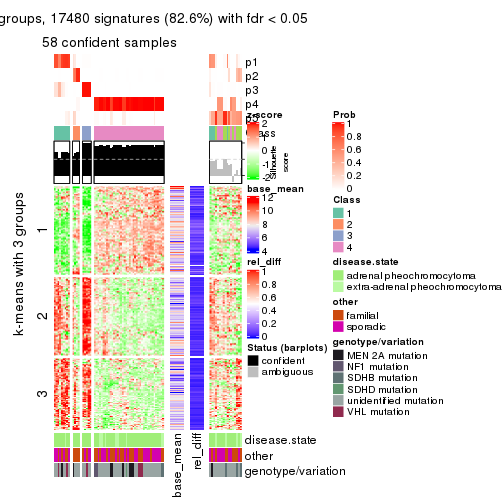 groups, 17480 signatures (82.6%) with fdr < 0.05
58 confident samples
p1
p2
p3
p4
k-means with 3 groups
1
2
3
z-score
2
1
0
-1
-2
Silhouette
score
base_mean
12
10
8
6
4
rel_diff
1
0.8
0.6
0.4
0.2
0
Status (barplots)
confident
ambiguous
disease.state
other
genotype/variation
base_mean
rel_diff
Prob
1
0.8
0.6
0.4
0.2
0
Class
1
2
3
4
disease.state
adrenal pheochromocytoma
extra-adrenal pheochromocytoma
other
familial
sporadic
genotype/variation
MEN 2A mutation
NF1 mutation
SDHB mutation
SDHD mutation
unidentified mutation
VHL mutation